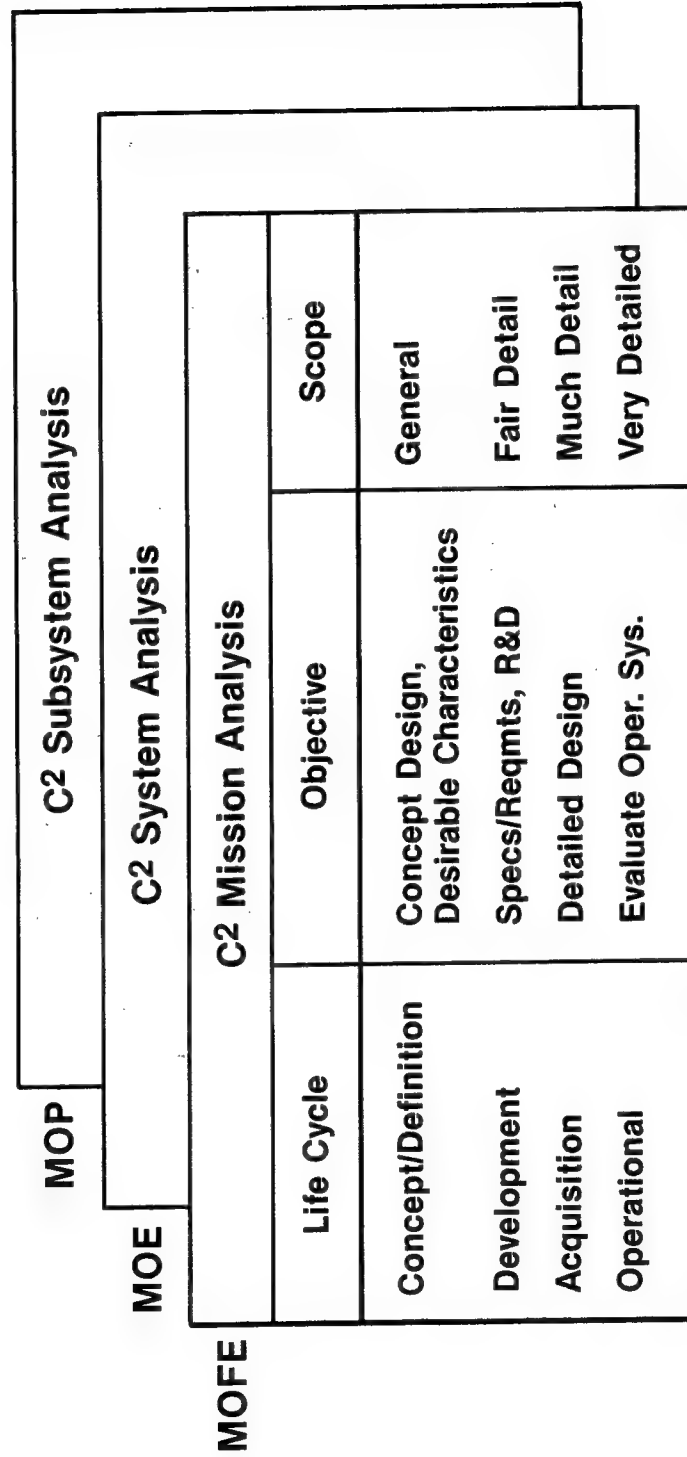 MOP
C² Subsystem Analysis
MOE
C² System Analysis
MOFE
C² Mission Analysis
Life Cycle Objective Scope
Concept/Definition Concept Design, General
Desirable Characteristics
Development Specs/Reqmts, R&D Fair Detail
Acquisition Detailed Design Much Detail
Operational Evaluate Oper. Sys. Very Detailed